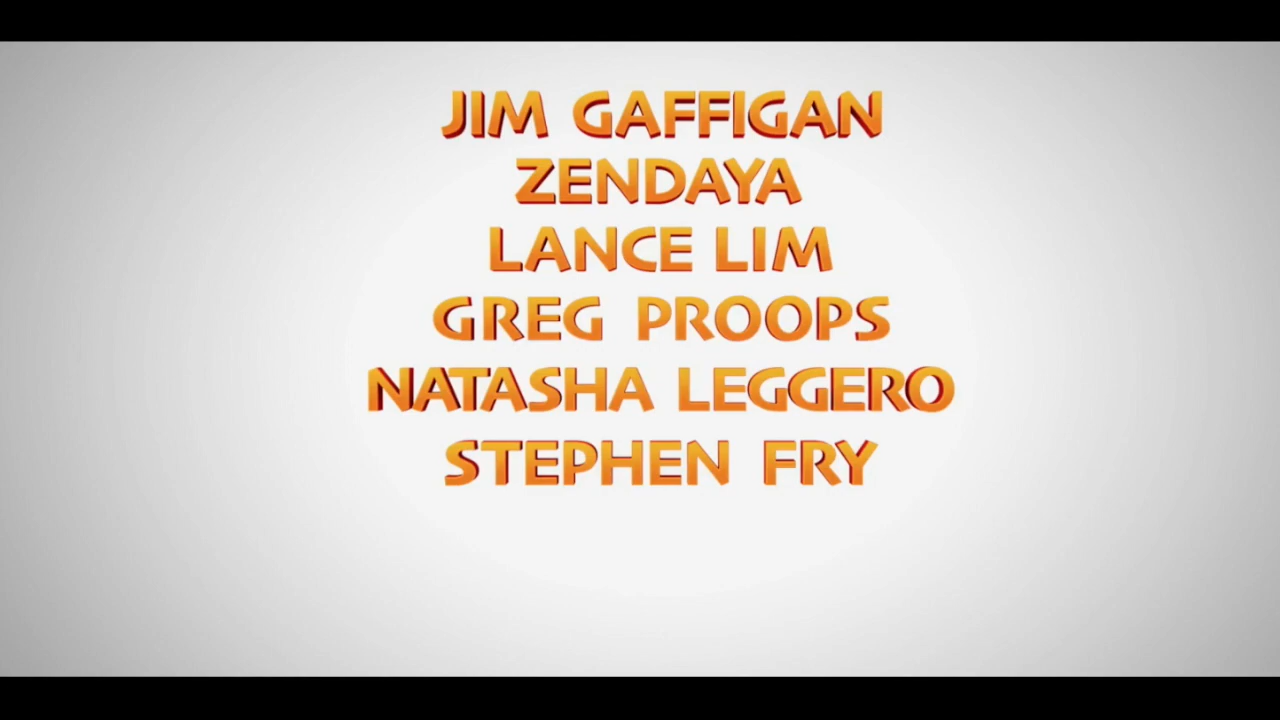 JIM GAFFIGAN
ZENDAYA
LANCE LIM
GREG PROOPS
NATASHA LEGGERO
STEPHEN FRY